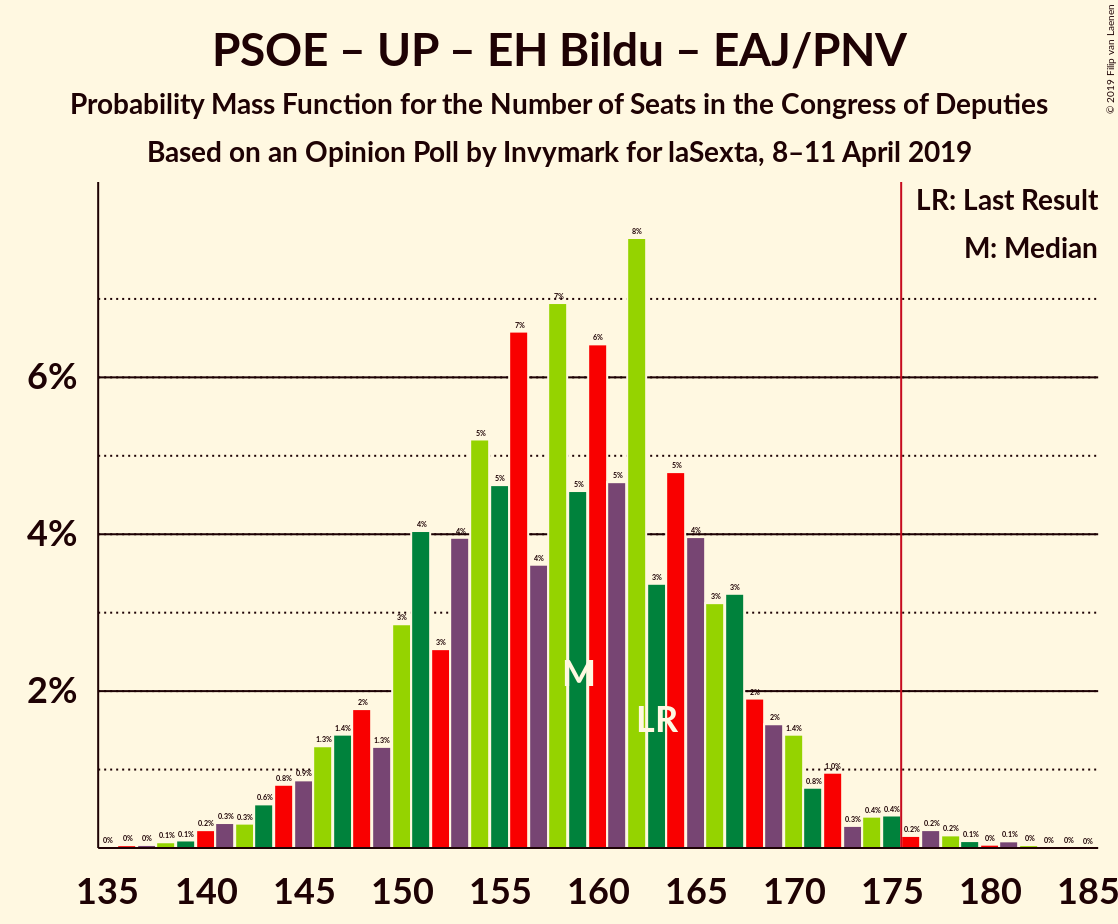 PSOE – UP – EH Bildu – EAJ/PNV
Probability Mass Function for the Number of Seats in the Congress of Deputies
Based on an Opinion Poll by Invymark for laSexta, 8–11 April 2019
© 2019 Filip van Laenen
LR: Last Result
M: Median
6%
4%
2%
0% 0% 0% 0.1% 0.1% 0.2% 0.3% 0.3% 0.6% 0.8% 0.9% 1.3% 1.4% 2% 1.3% 3% 4% 3% 4% 5% 5% 7% 4% 7% 5% 6% 5% 8% 3% 5% 4% 3% 3% 2% 2% 1.4% 0.8% 1.0% 0.3% 0.4% 0.4% 0.2% 0.2% 0.2% 0.1% 0% 0.1% 0% 0% 0% 0%
M
LR
135 140 145 150 155 160 165 170 175 180 185